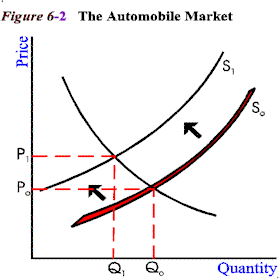 Figure 6-2 The Automobile Market
Price
S1
So
P1
Po
Q1 Qo
Quantity